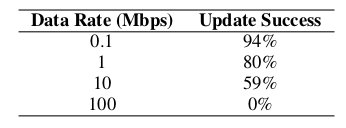 Data Rate (Mbps) Update Success
0.1 94%
1 80%
10 59%
100 0%